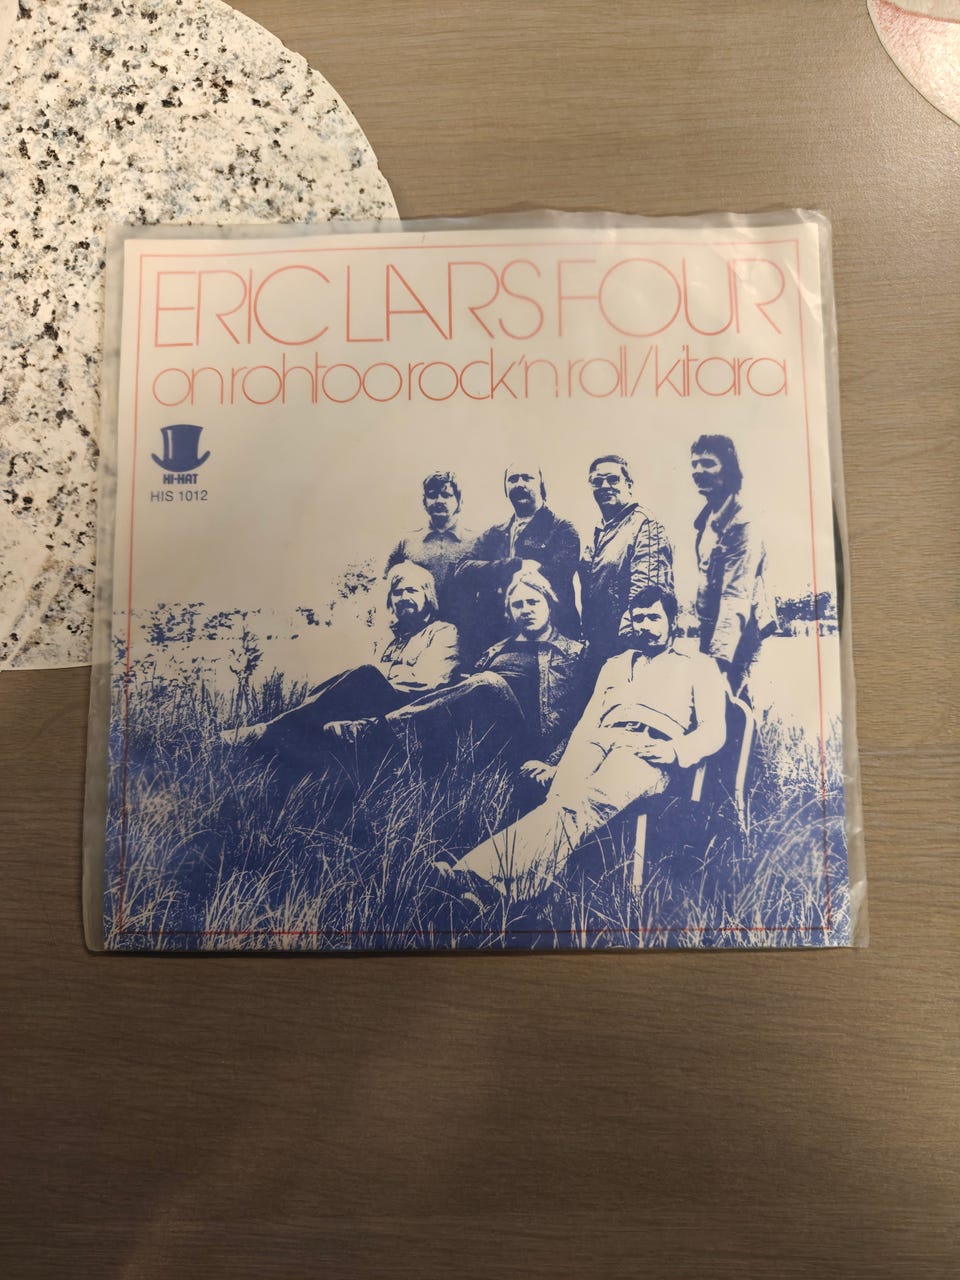 ERIC LARS FOUR
on rohtoo rock'n roll/kitara
HI-HAT
HIS 1012